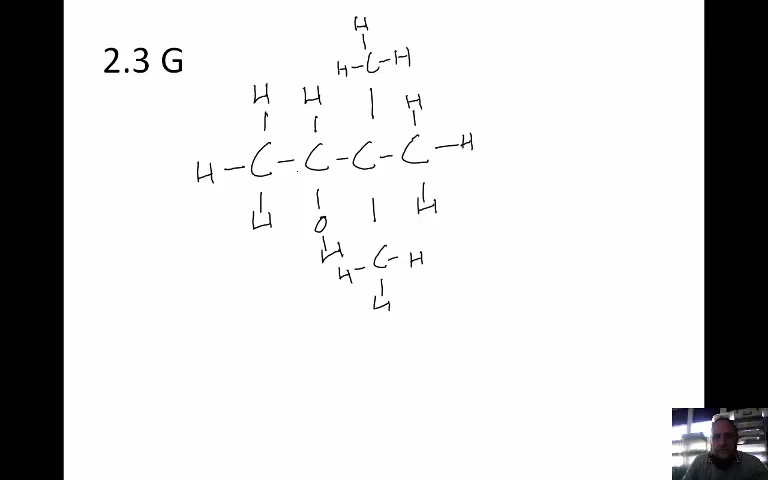 2.3 G
H
H-C-H
H H | H
| | | |
H-C-C-C-C-H
| | | |
H O | H
H
H-C-H
|
H